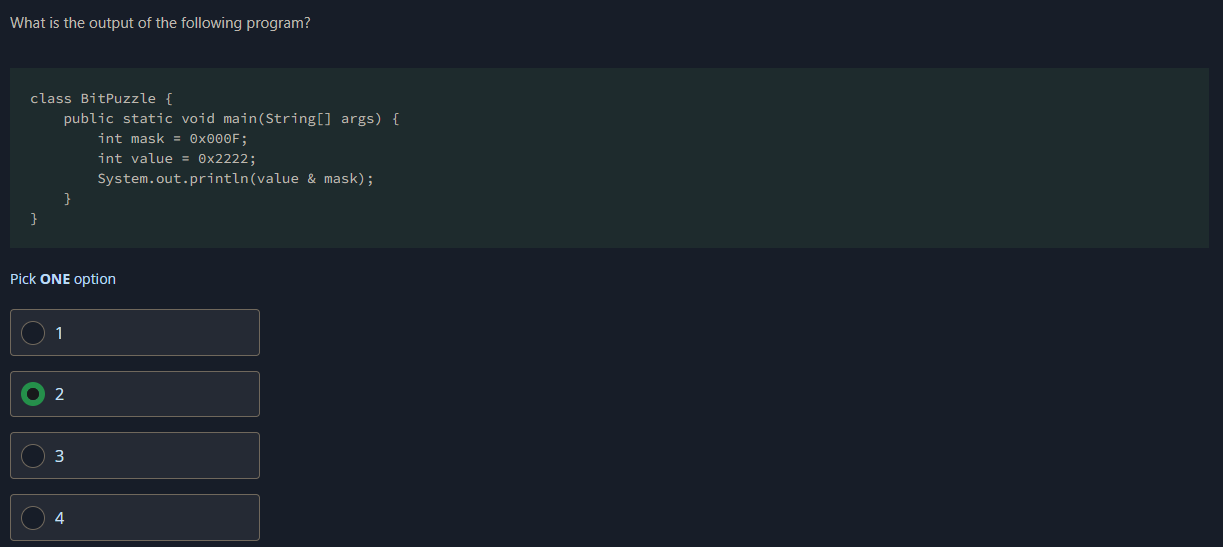 What is the output of the following program?
class BitPuzzle {
    public static void main(String[] args) {
        int mask = 0x000F;
        int value = 0x2222;
        System.out.println(value & mask);
    }
}
Pick ONE option
1
2
3
4